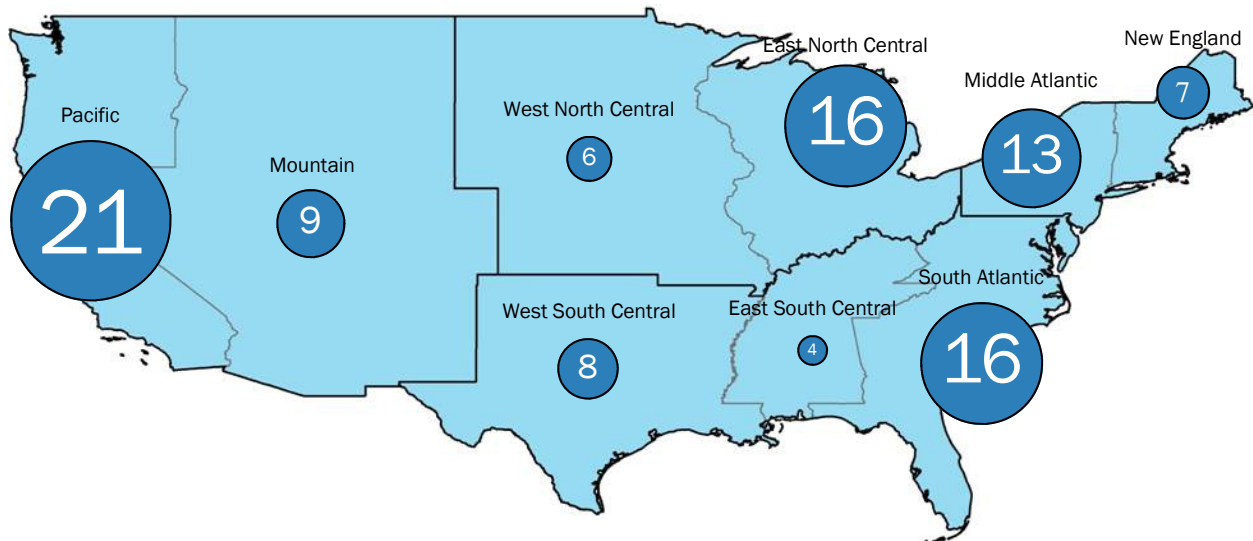 New England
7
East North Central
16
Middle Atlantic
13
West North Central
6
Pacific
21
Mountain
9
South Atlantic
16
West South Central
8
East South Central
4